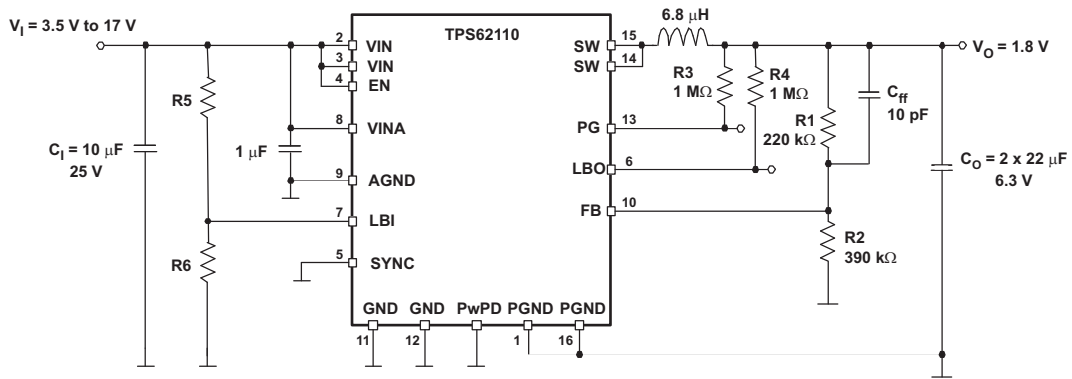 V_I = 3.5 V to 17 V
TPS62110
6.8 μH
V_O = 1.8 V
2
VIN
3
VIN
4
EN
8
VINA
9
AGND
7
LBI
5
SYNC
15
SW
14
SW
PG
13
LBO
6
FB
10
R5
R6
C_I = 10 μF
25 V
1 μF
R3
1 MΩ
R4
1 MΩ
C_ff
10 pF
R1
220 kΩ
C_O = 2 x 22 μF
6.3 V
R2
390 kΩ
GND
GND
PwPD
PGND
PGND
11
12
1
16